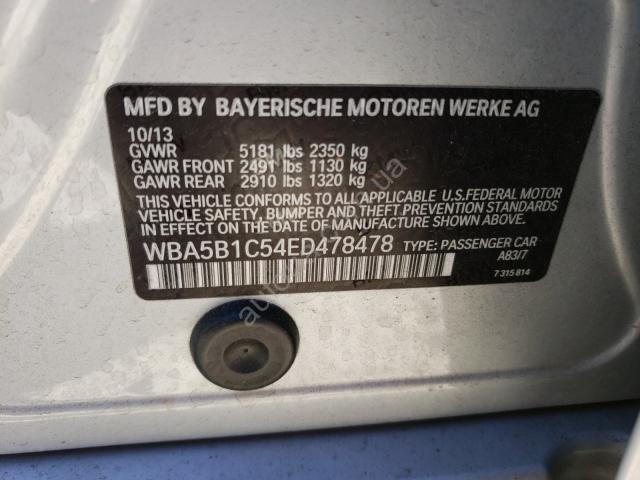 MFD BY BAYERISCHE MOTOREN WERKE AG
10/13
GVWR 5181 lbs 2350 kg
GAWR FRONT 2491 lbs 1130 kg
GAWR REAR 2910 lbs 1320 kg
THIS VEHICLE CONFORMS TO ALL APPLICABLE U.S.FEDERAL MOTOR
VEHICLE SAFETY, BUMPER AND THEFT PREVENTION STANDARDS
IN EFFECT ON THE DATE OF MANUFACTURE SHOWN ABOVE.
WBA5B1C54ED478478 TYPE: PASSENGER CAR
A83/7
7 315 814